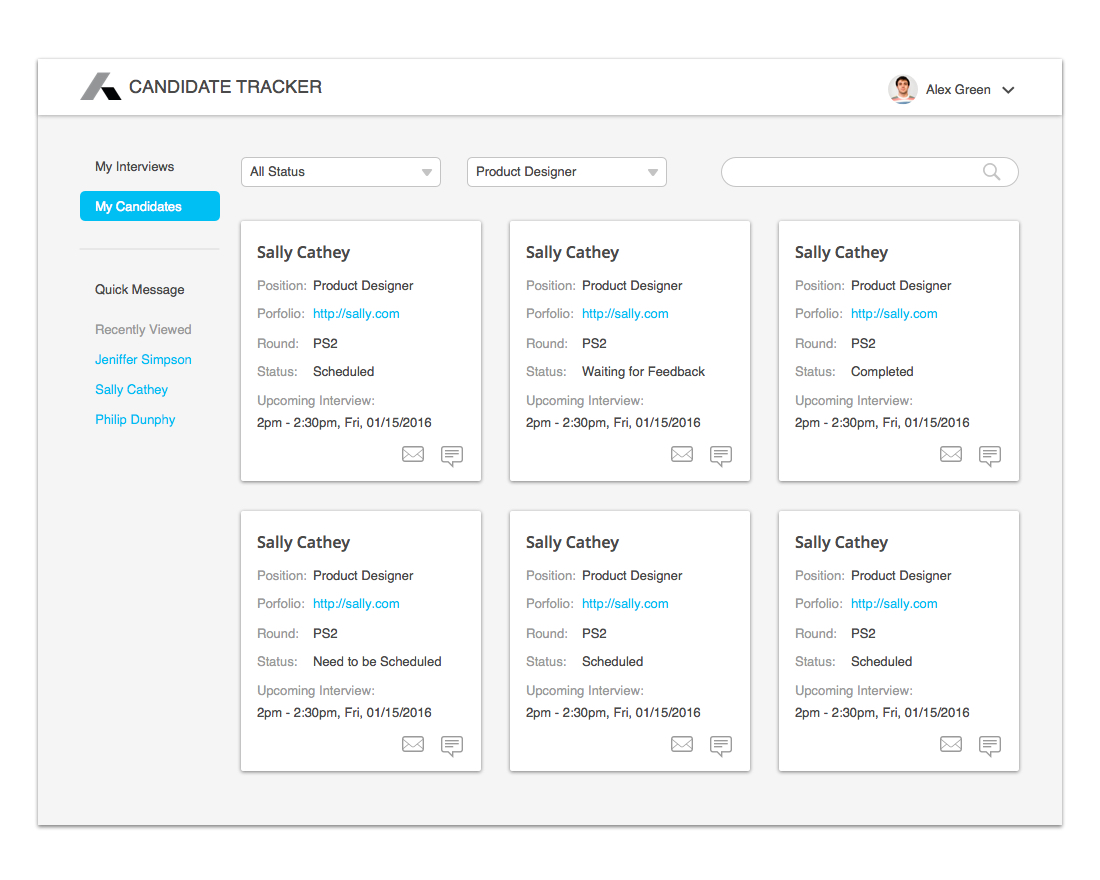 CANDIDATE TRACKER
Alex Green
My Interviews
My Candidates
Quick Message
Recently Viewed
Jeniffer Simpson
Sally Cathey
Philip Dunphy
All Status
Product Designer
Sally Cathey
Position: Product Designer
Porfolio: http://sally.com
Round: PS2
Status: Scheduled
Upcoming Interview:
2pm - 2:30pm, Fri, 01/15/2016
Sally Cathey
Position: Product Designer
Porfolio: http://sally.com
Round: PS2
Status: Waiting for Feedback
Upcoming Interview:
2pm - 2:30pm, Fri, 01/15/2016
Sally Cathey
Position: Product Designer
Porfolio: http://sally.com
Round: PS2
Status: Completed
Upcoming Interview:
2pm - 2:30pm, Fri, 01/15/2016
Sally Cathey
Position: Product Designer
Porfolio: http://sally.com
Round: PS2
Status: Need to be Scheduled
Upcoming Interview:
2pm - 2:30pm, Fri, 01/15/2016
Sally Cathey
Position: Product Designer
Porfolio: http://sally.com
Round: PS2
Status: Scheduled
Upcoming Interview:
2pm - 2:30pm, Fri, 01/15/2016
Sally Cathey
Position: Product Designer
Porfolio: http://sally.com
Round: PS2
Status: Scheduled
Upcoming Interview:
2pm - 2:30pm, Fri, 01/15/2016